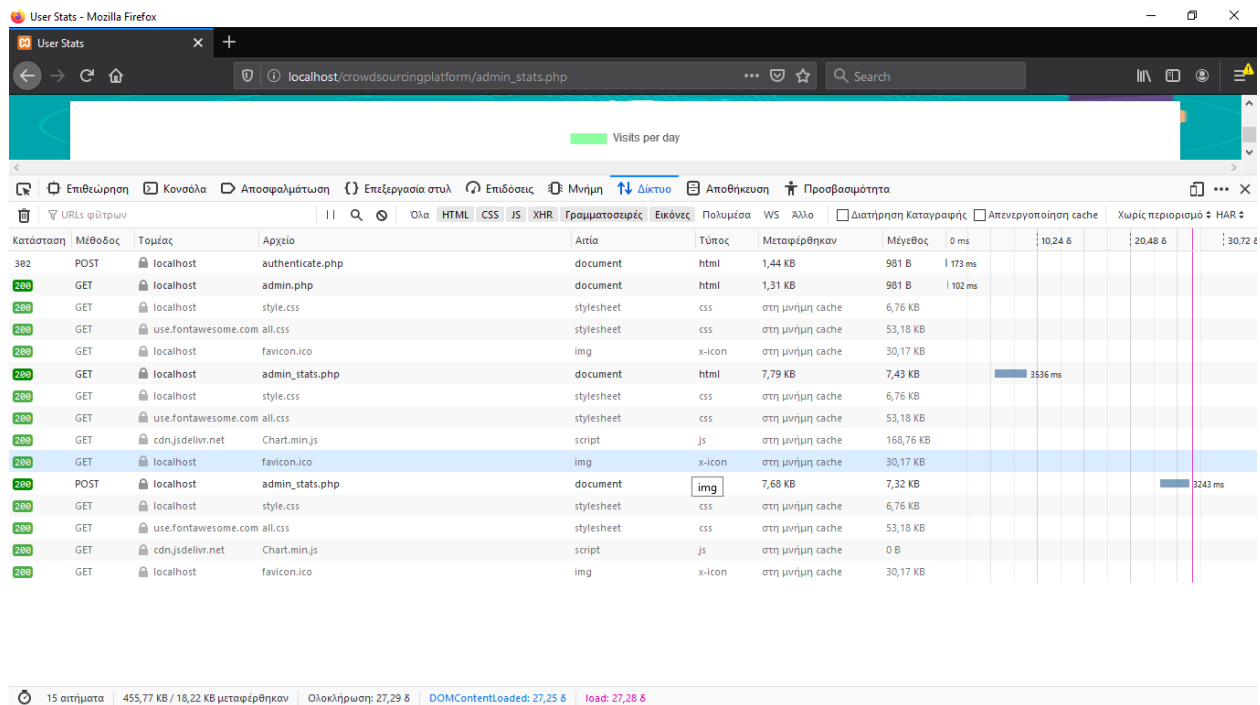 User Stats - Mozilla Firefox
User Stats
localhost/crowdsourcingplatform/admin_stats.php Search
Visits per day
Επιθεώρηση Κονσόλα Αποσφαλμάτωση Επεξεργασία στυλ Επιδόσεις Μνήμη Δίκτυο Αποθήκευση Προσβασιμότητα
URLs φίλτρων Όλα HTML CSS JS XHR Γραμματοσειρές Εικόνες Πολυμέσα WS Άλλο Διατήρηση Καταγραφής Απενεργοποίηση cache Χωρίς περιορισμό HAR
Κατάσταση Μέθοδος Τομέας Αρχείο Αιτία Τύπος Μεταφέρθηκαν Μέγεθος 0 ms 10,24 δ 20,48 δ 30,72 δ
302 POST localhost authenticate.php document html 1,44 KB 981 B 173 ms
200 GET localhost admin.php document html 1,31 KB 981 B 102 ms
200 GET localhost style.css stylesheet css στη μνήμη cache 6,76 KB
200 GET use.fontawesome.com all.css stylesheet css στη μνήμη cache 53,18 KB
200 GET localhost favicon.ico img x-icon στη μνήμη cache 30,17 KB
200 GET localhost admin_stats.php document html 7,79 KB 7,43 KB 3536 ms
200 GET localhost style.css stylesheet css στη μνήμη cache 6,76 KB
200 GET use.fontawesome.com all.css stylesheet css στη μνήμη cache 53,18 KB
200 GET cdn.jsdelivr.net Chart.min.js script js στη μνήμη cache 168,76 KB
200 GET localhost favicon.ico img x-icon στη μνήμη cache 30,17 KB
200 POST localhost admin_stats.php document img 7,68 KB 7,32 KB 3243 ms
200 GET localhost style.css stylesheet css στη μνήμη cache 6,76 KB
200 GET use.fontawesome.com all.css stylesheet css στη μνήμη cache 53,18 KB
200 GET cdn.jsdelivr.net Chart.min.js script js στη μνήμη cache 0 B
200 GET localhost favicon.ico img x-icon στη μνήμη cache 30,17 KB
15 αιτήματα 455,77 KB / 18,22 KB μεταφέρθηκαν Ολοκλήρωση: 27,29 δ DOMContentLoaded: 27,25 δ load: 27,28 δ